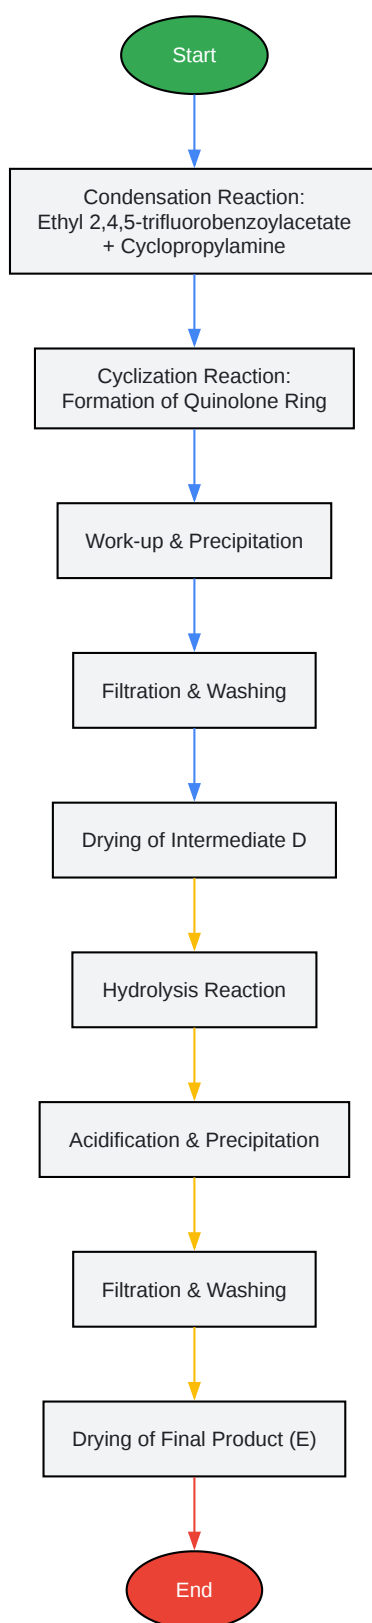 Start
Condensation Reaction:
Ethyl 2,4,5-trifluorobenzoylacetate
+ Cyclopropylamine
Cyclization Reaction:
Formation of Quinolone Ring
Work-up & Precipitation
Filtration & Washing
Drying of Intermediate D
Hydrolysis Reaction
Acidification & Precipitation
Filtration & Washing
Drying of Final Product (E)
End